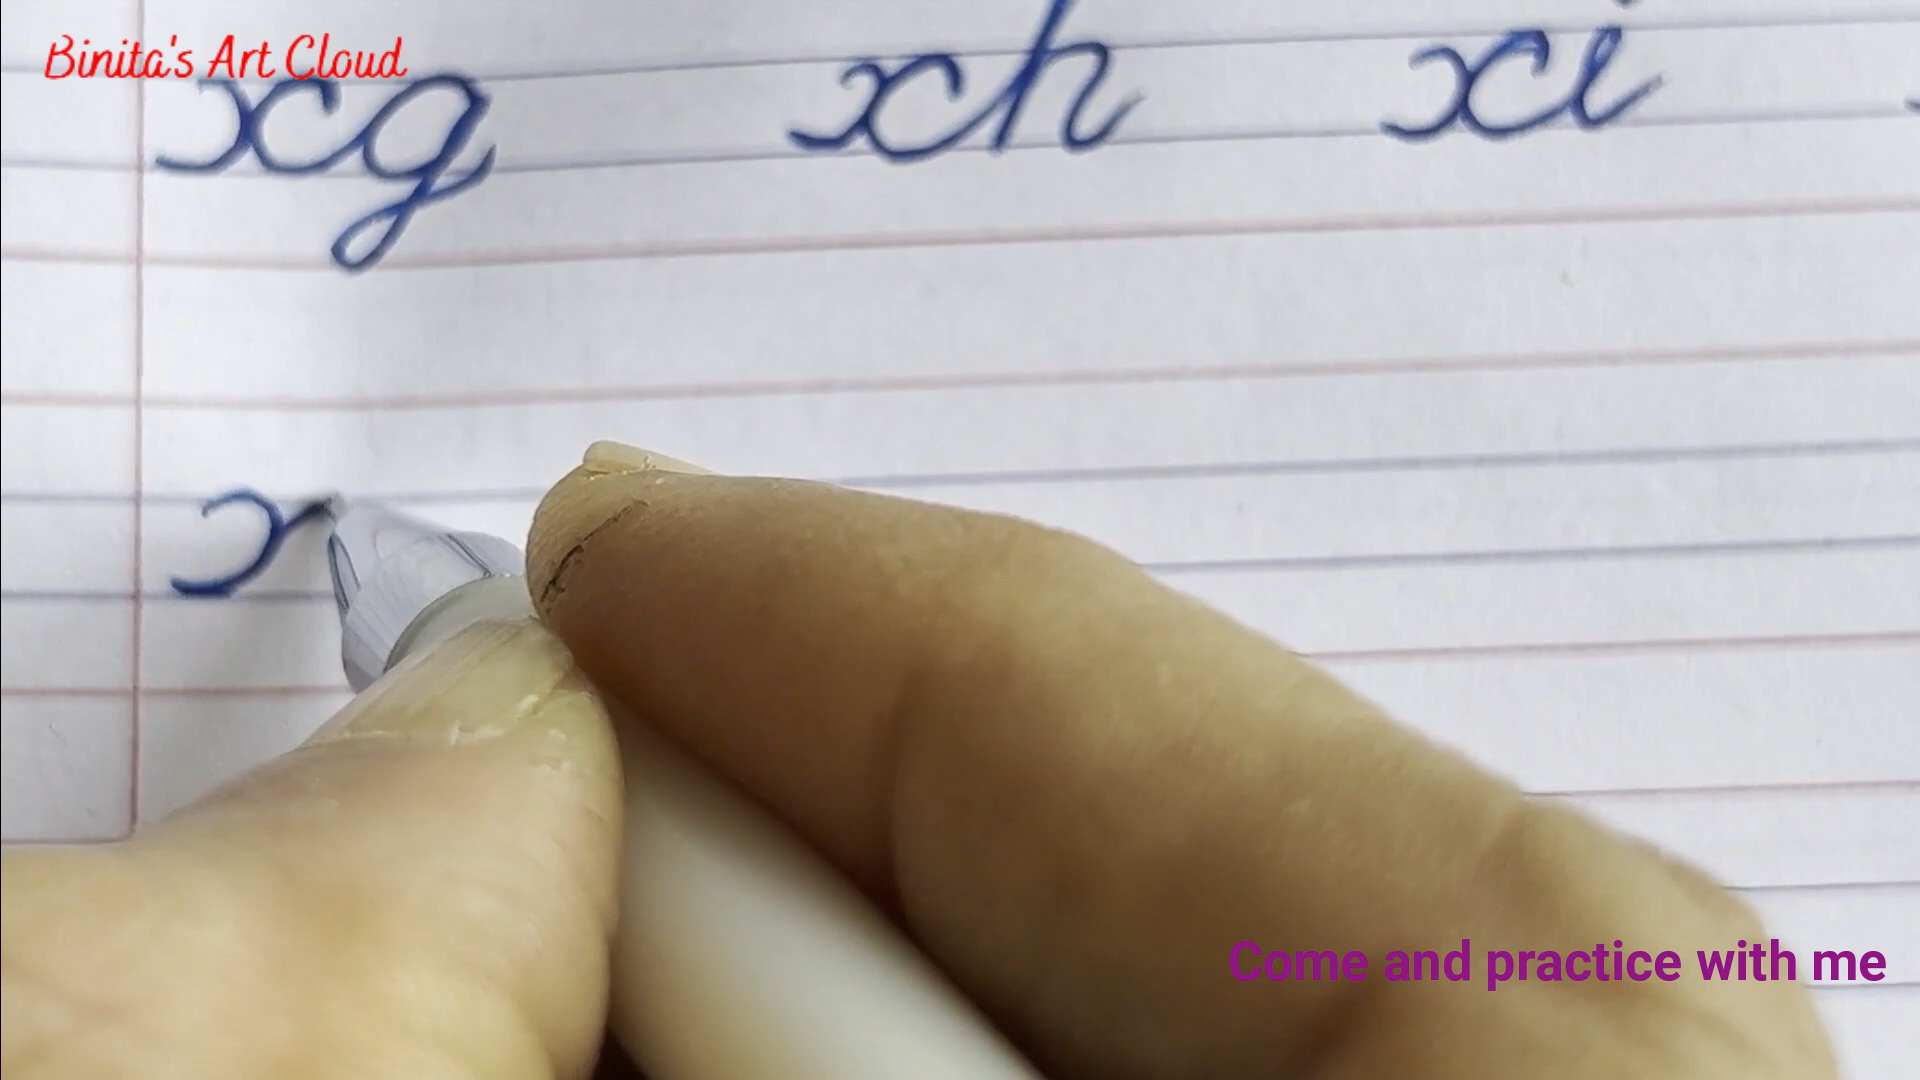 Binita's Art Cloud
xg xh xi
x
Come and practice with me